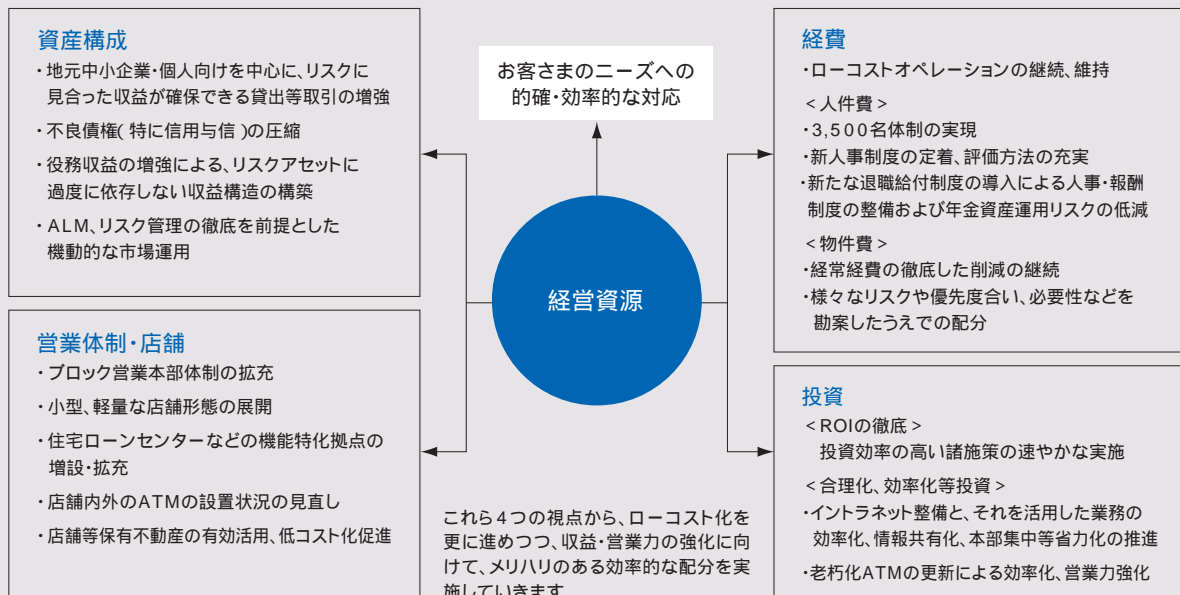 資産構成
・地元中小企業・個人向けを中心に、リスクに
見合った収益が確保できる貸出等取引の増強
・不良債権(特に信用与信)の圧縮
・役務収益の増強による、リスクアセットに
過度に依存しない収益構造の構築
・ALM、リスク管理の徹底を前提とした
機動的な市場運用
営業体制・店舗
・ブロック営業本部体制の拡充
・小型、軽量な店舗形態の展開
・住宅ローンセンターなどの機能特化拠点の
増設・拡充
・店舗内外のATMの設置状況の見直し
・店舗等保有不動産の有効活用、低コスト化促進
お客さまのニーズへの
的確・効率的な対応
経営資源
これら4つの視点から、ローコスト化を
更に進めつつ、収益・営業力の強化に向
けて、メリハリのある効率的な配分を実
施していきます
経費
・ローコストオペレーションの継続、維持
<人件費>
・3,500名体制の実現
・新人事制度の定着、評価方法の充実
・新たな退職給付制度の導入による人事・報酬
制度の整備および年金資産運用リスクの低減
<物件費>
・経常経費の徹底した削減の継続
・様々なリスクや優先度合い、必要性などを
勘案したうえでの配分
投資
<ROIの徹底>
投資効率の高い諸施策の速やかな実施
<合理化、効率化等投資>
・イントラネット整備と、それを活用した業務の
効率化、情報共有化、本部集中等省力化の推進
・老朽化ATMの更新による効率化、営業力強化